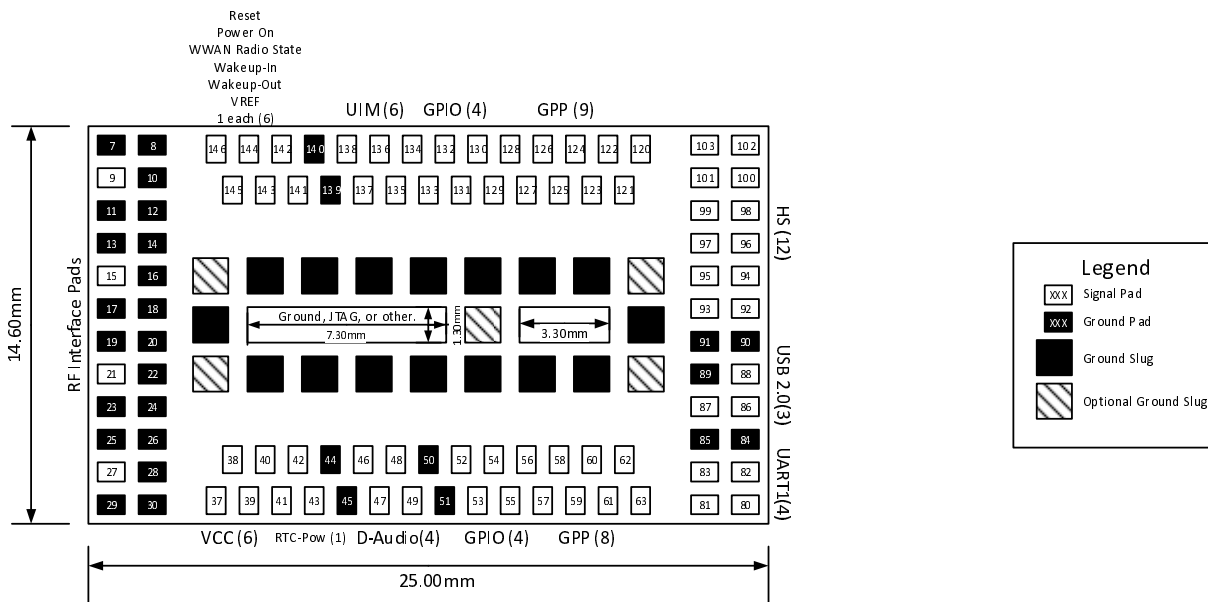 Reset
Power On
WWAN Radio State
Wakeup-In
Wakeup-Out
VREF
1 each (6)
UIM (6) GPIO (4) GPP (9)
7 8 146 144 142 140 138 136 134 132 130 128 126 124 122 120 103 102
9 10 145 143 141 139 137 135 133 131 129 127 125 123 121 101 100
11 12 99 98
13 14 97 96
15 16 95 94
17 18 93 92
19 20 91 90
21 22 89 88
23 24 87 86
25 26 38 40 42 44 46 48 50 52 54 56 58 60 62 85 84
27 28 83 82
29 30 37 39 41 43 45 47 49 51 53 55 57 59 61 63 81 80
RF Interface Pads
14.60mm
Ground, JTAG, or other.
7.30mm
1.30mm
3.30mm
HS (12)
USB 2.0(3)
UART1(4)
VCC (6) RTC-Pow (1) D-Audio(4) GPIO (4) GPP (8)
25.00mm
Legend
XXX Signal Pad
XXX Ground Pad
Ground Slug
Optional Ground Slug